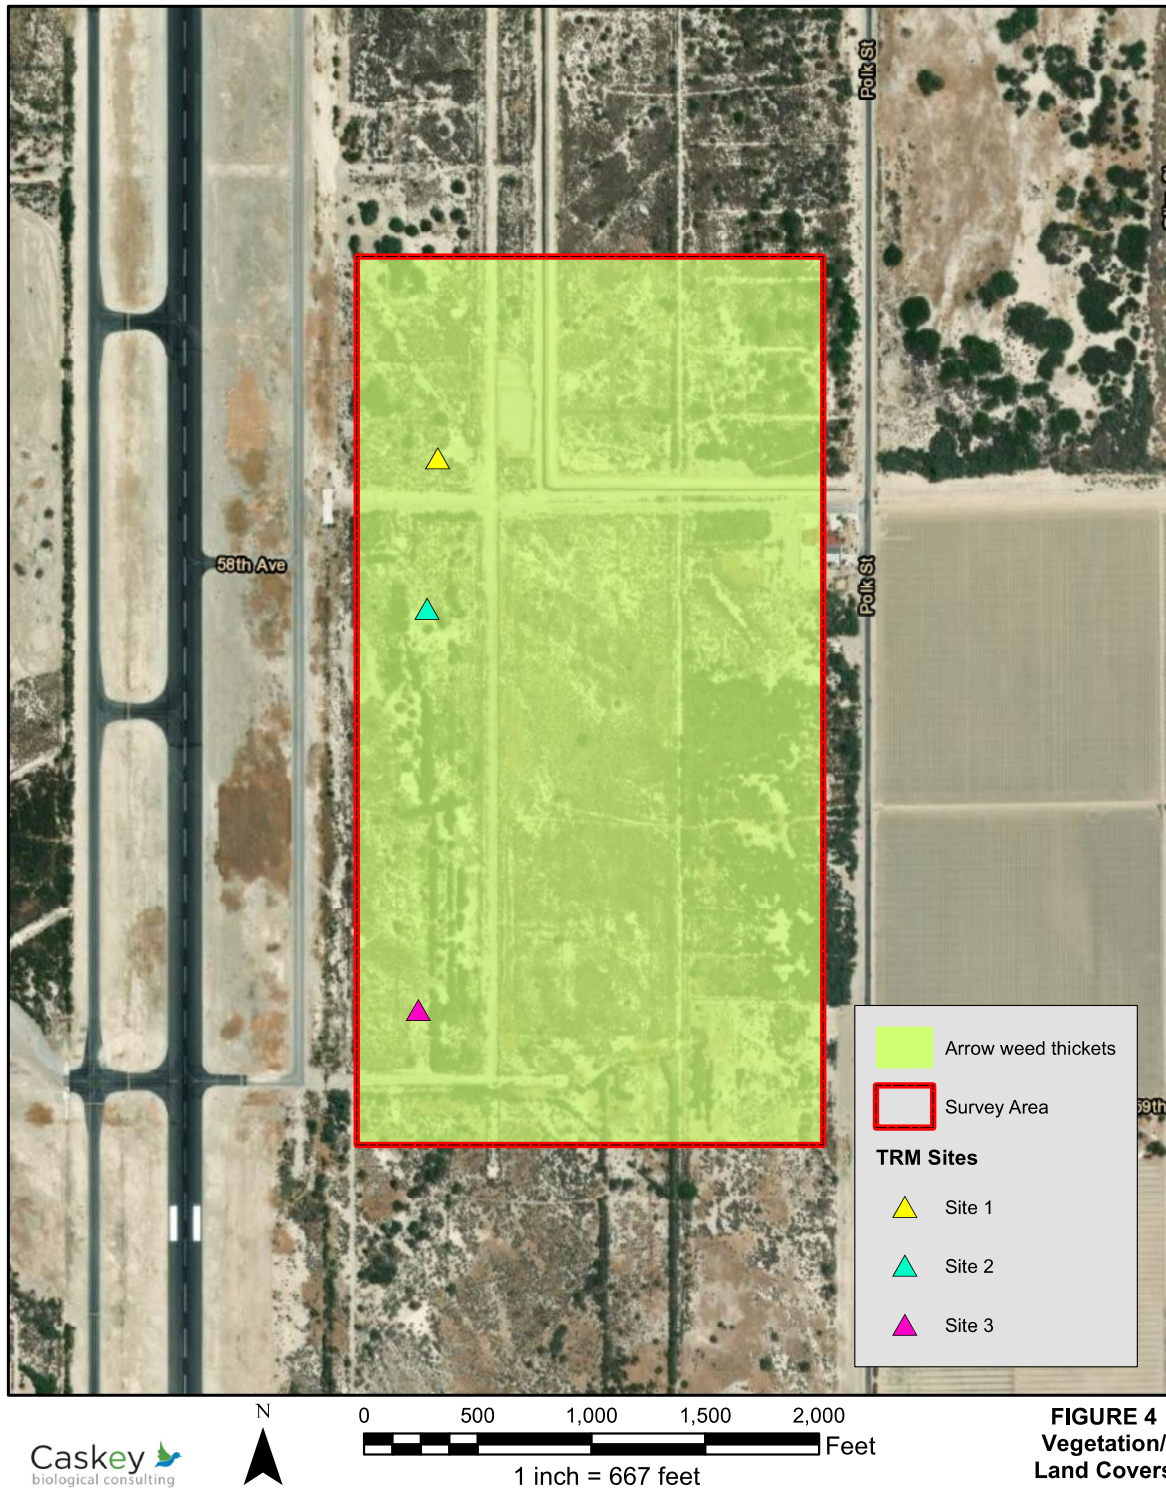 Polk St
58th Ave
Polk St
Arrow weed thickets
Survey Area
59th
TRM Sites
Site 1
Site 2
Site 3
N
0 500 1,000 1,500 2,000
Feet
1 inch = 667 feet
Caskey
biological consulting
FIGURE 4
Vegetation/
Land Covers